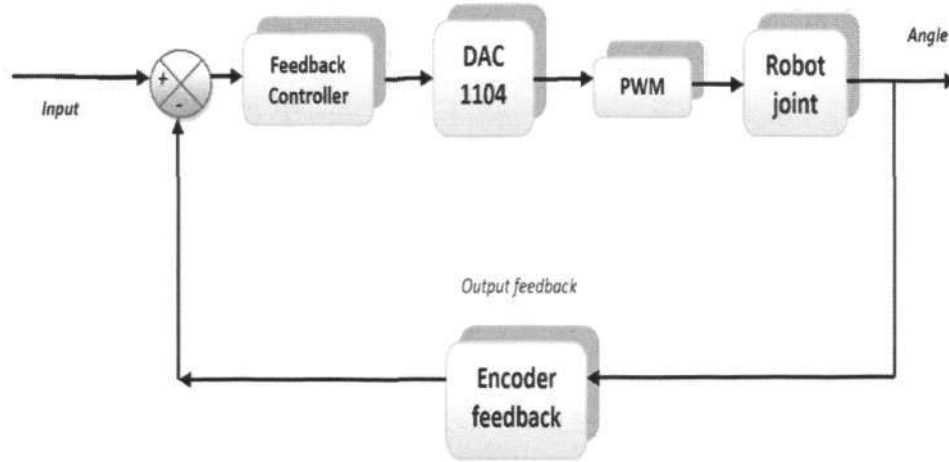 Input
+
-
Feedback
Controller
DAC
1104
PWM
Robot
joint
Angle
Output feedback
Encoder
feedback